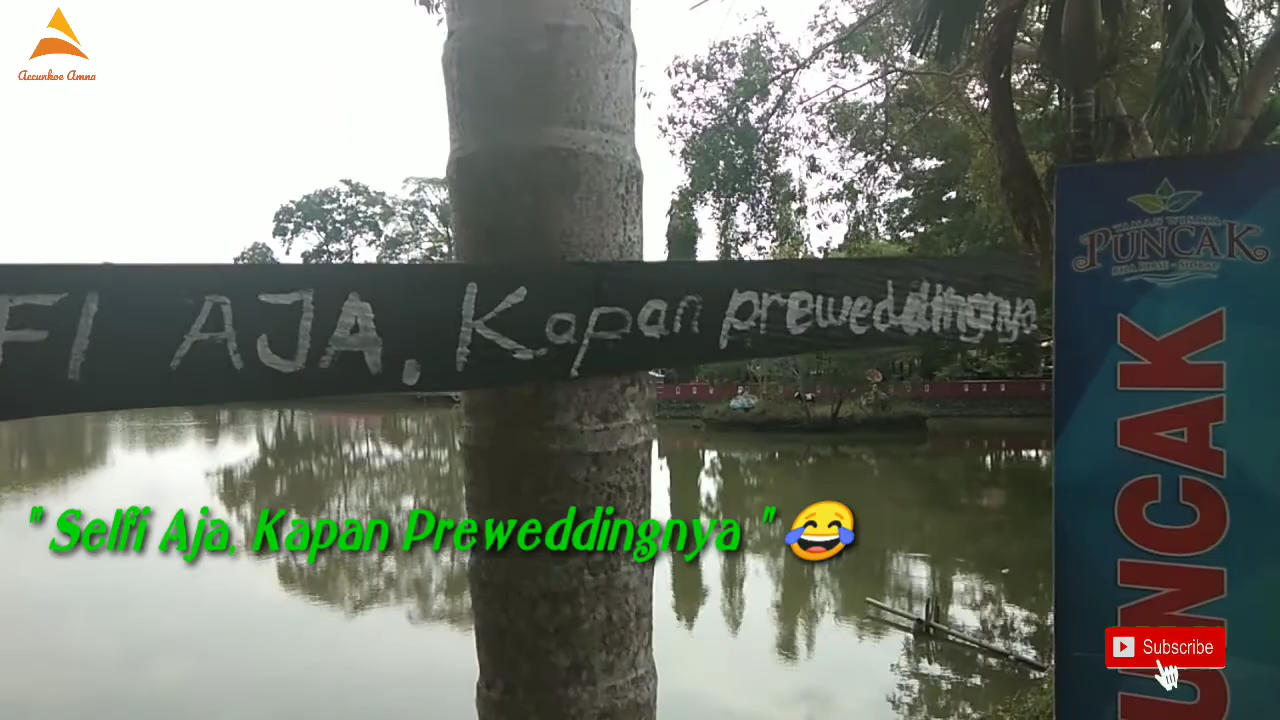 Accunkoe Amna
FI AJA, Kapan preweddingnya
PUNCAK
UNCAK
" Selfi Aja, Kapan Preweddingnya " 😂
Subscribe